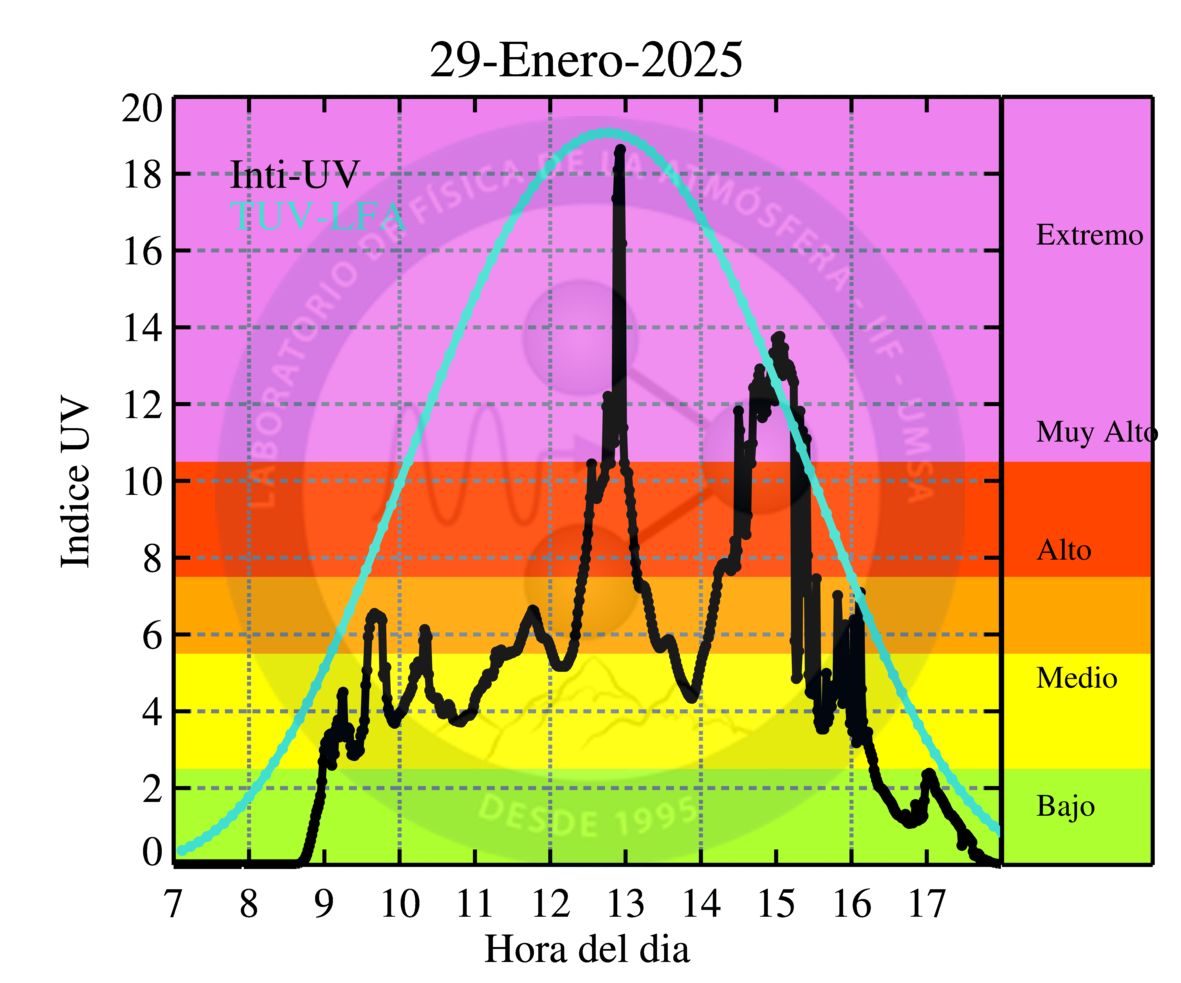 29-Enero-2025
20
18
16
14
12
10
8
6
4
2
0
Indice UV
Inti-UV
TUV-LFA
LABORATORIO DE FÍSICA DE LA ATMÓSFERA - IIF - UMSA
DESDE 1995
Extremo
Muy Alto
Alto
Medio
Bajo
7 8 9 10 11 12 13 14 15 16 17
Hora del dia